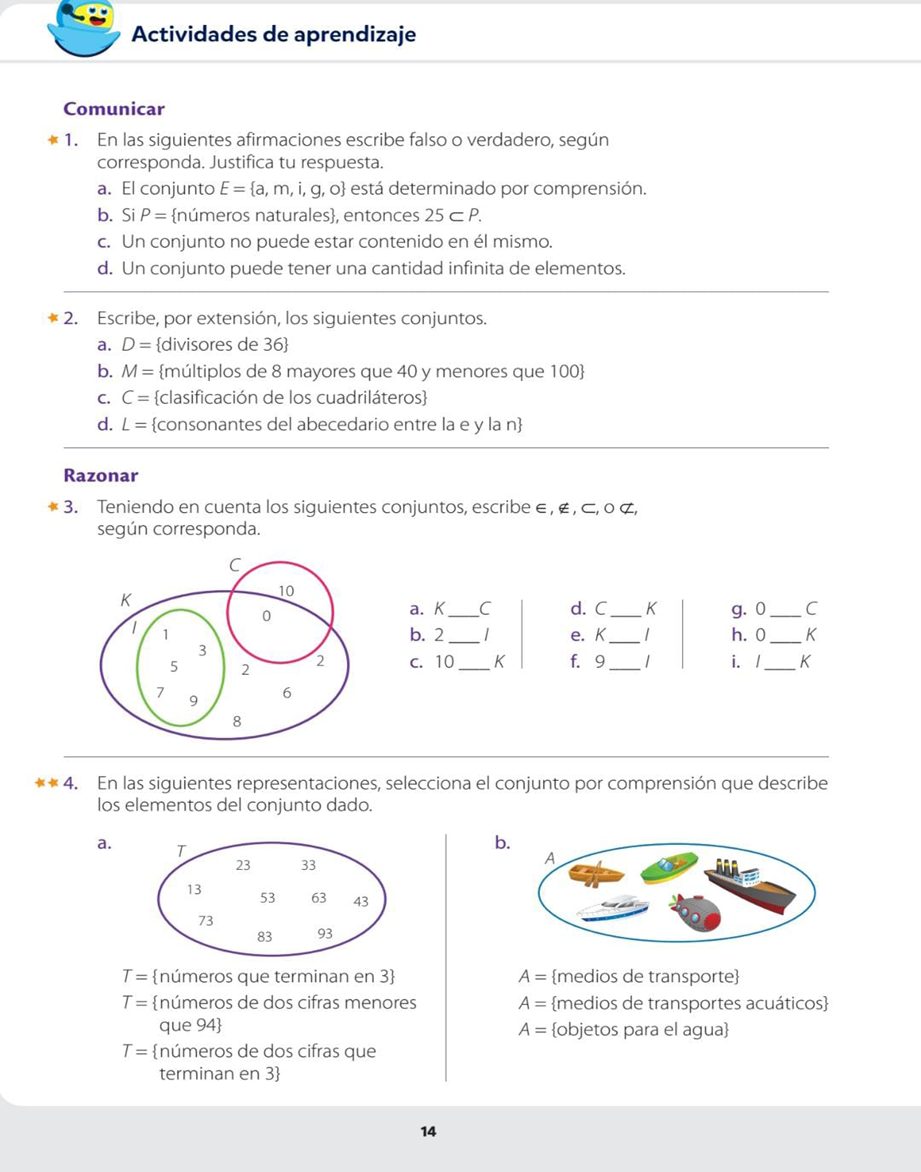 Actividades de aprendizaje
Comunicar
1. En las siguientes afirmaciones escribe falso o verdadero, según
corresponda. Justifica tu respuesta.
a. El conjunto E = {a, m, i, g, o} está determinado por comprensión.
b. Si P = {números naturales}, entonces 25 ⊂ P.
c. Un conjunto no puede estar contenido en él mismo.
d. Un conjunto puede tener una cantidad infinita de elementos.
2. Escribe, por extensión, los siguientes conjuntos.
a. D = {divisores de 36}
b. M = {múltiplos de 8 mayores que 40 y menores que 100}
c. C = {clasificación de los cuadriláteros}
d. L = {consonantes del abecedario entre la e y la n}
Razonar
3. Teniendo en cuenta los siguientes conjuntos, escribe ∈, ∉, ⊂, o ⊄,
según corresponda.
C
10
K
0
I
1
3
5
2
2
7
9
6
8
a. K ___ C
b. 2 ___ I
c. 10 ___ K
d. C ___ K
e. K ___ I
f. 9 ___ I
g. 0 ___ C
h. 0 ___ K
i. I ___ K
4. En las siguientes representaciones, selecciona el conjunto por comprensión que describe
los elementos del conjunto dado.
a.
T
23 33
13
53 63 43
73
83 93
T = {números que terminan en 3}
T = {números de dos cifras menores
que 94}
T = {números de dos cifras que
terminan en 3}
b.
A
A = {medios de transporte}
A = {medios de transportes acuáticos}
A = {objetos para el agua}
14